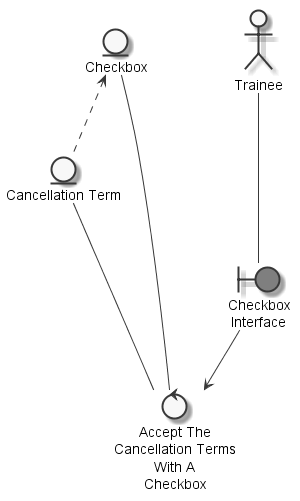 Checkbox
Trainee
Cancellation Term
Checkbox
Interface
Accept The
Cancellation Terms
With A
Checkbox